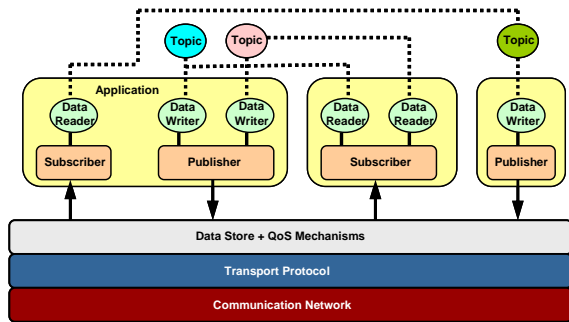 Topic
Topic
Topic
Application
Data
Reader
Data
Writer
Data
Writer
Data
Reader
Data
Reader
Data
Writer
Subscriber
Publisher
Subscriber
Publisher
Data Store + QoS Mechanisms
Transport Protocol
Communication Network